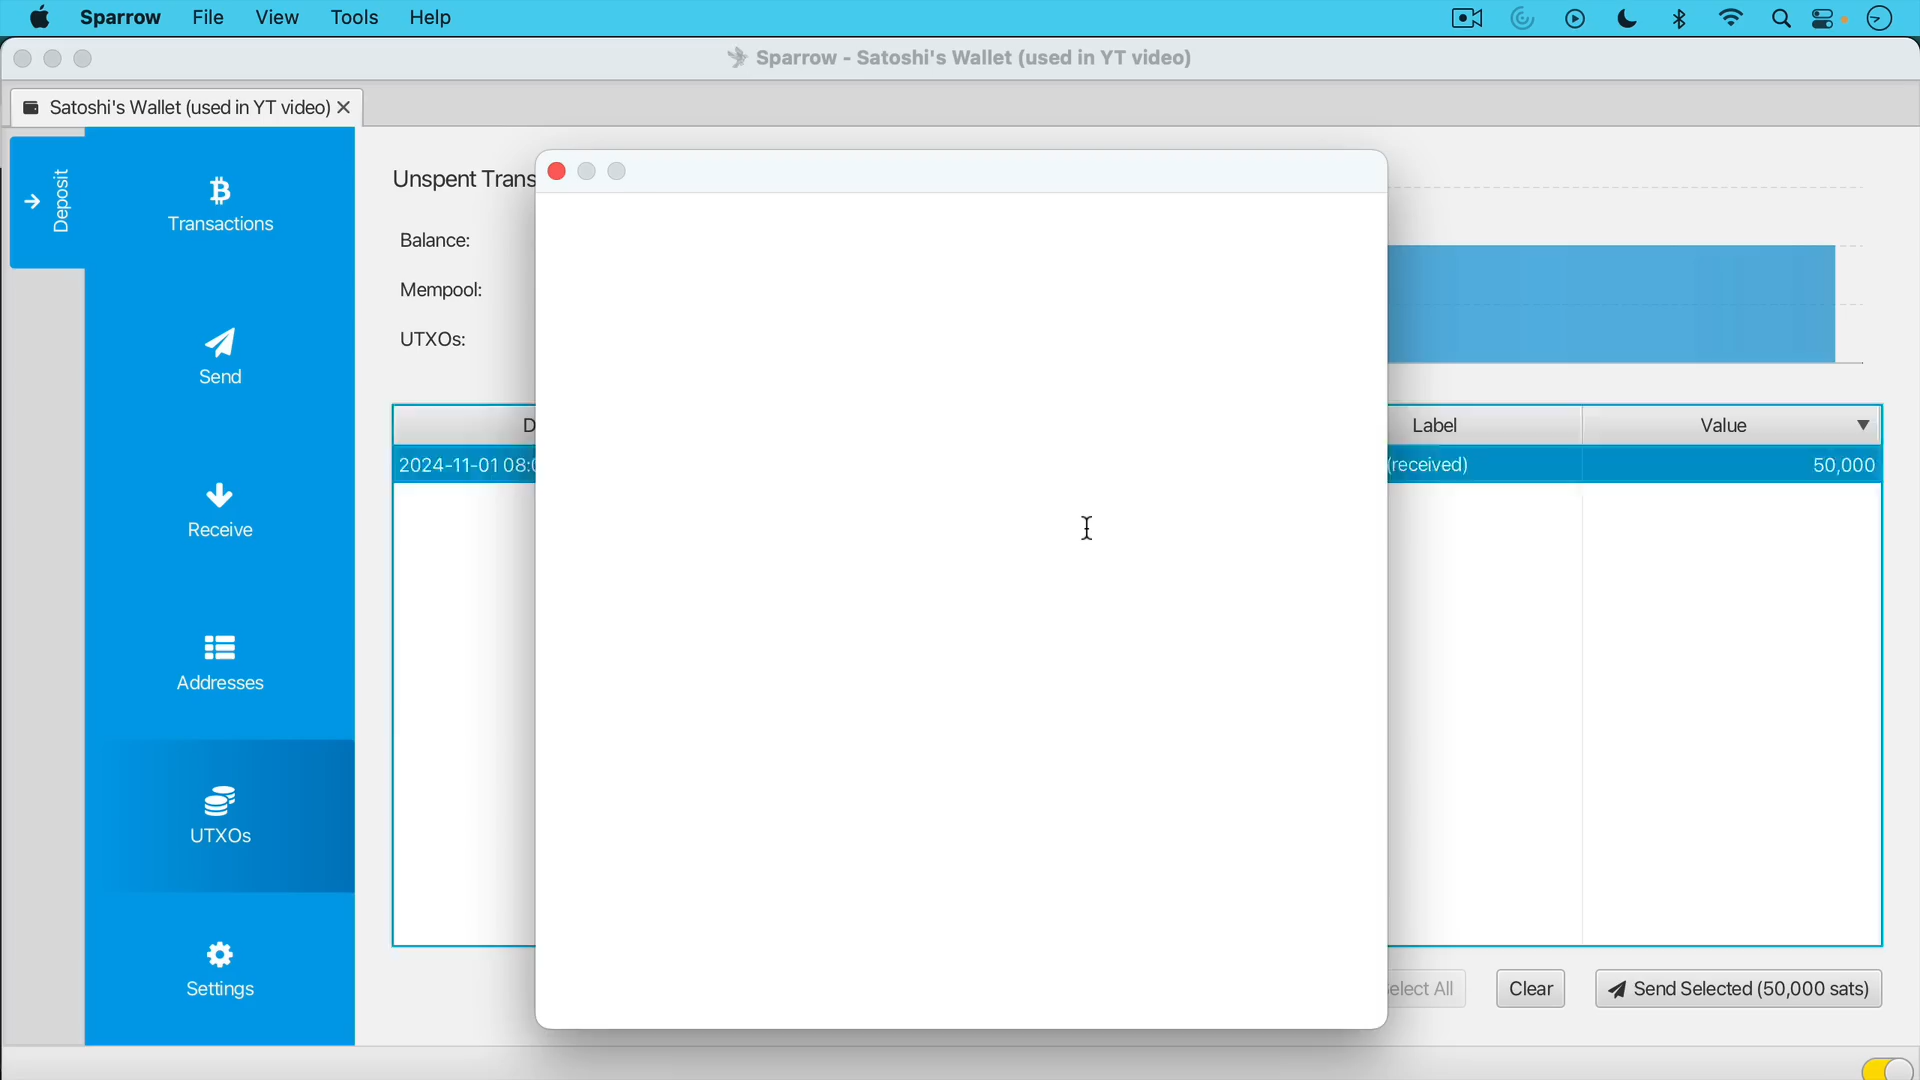 Sparrow File View Tools Help
Sparrow - Satoshi's Wallet (used in YT video)
Satoshi's Wallet (used in YT video)
Deposit
Transactions
Send
Receive
Addresses
UTXOs
Settings
Unspent Trans
Balance:
Mempool:
UTXOs:
D Label Value
2024-11-01 08:0 (received) 50,000
elect All Clear Send Selected (50,000 sats)